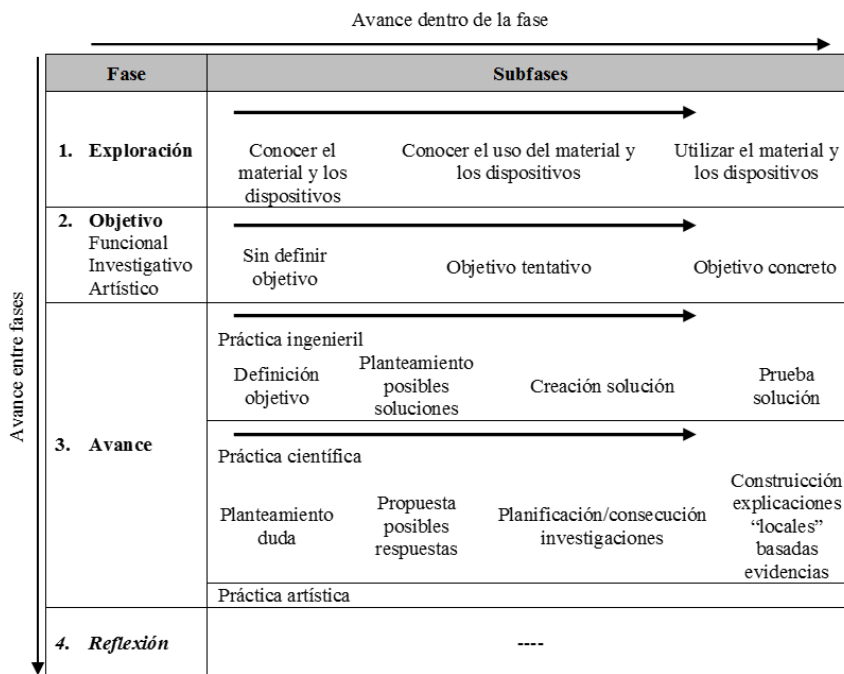 Avance dentro de la fase
Avance entre fases
Fase
Subfases
1. Exploración
Conocer el
material y los
dispositivos
Conocer el uso del material y
los dispositivos
Utilizar el material y
los dispositivos
2. Objetivo
Funcional
Investigativo
Artístico
Sin definir
objetivo
Objetivo tentativo
Objetivo concreto
3. Avance
Práctica ingenieril
Definición
objetivo
Planteamiento
posibles
soluciones
Creación solución
Prueba
solución
Práctica científica
Planteamiento
duda
Propuesta
posibles
respuestas
Planificación/consecución
investigaciones
Construicción
explicaciones
“locales”
basadas
evidencias
Práctica artística
4. Reflexión
----